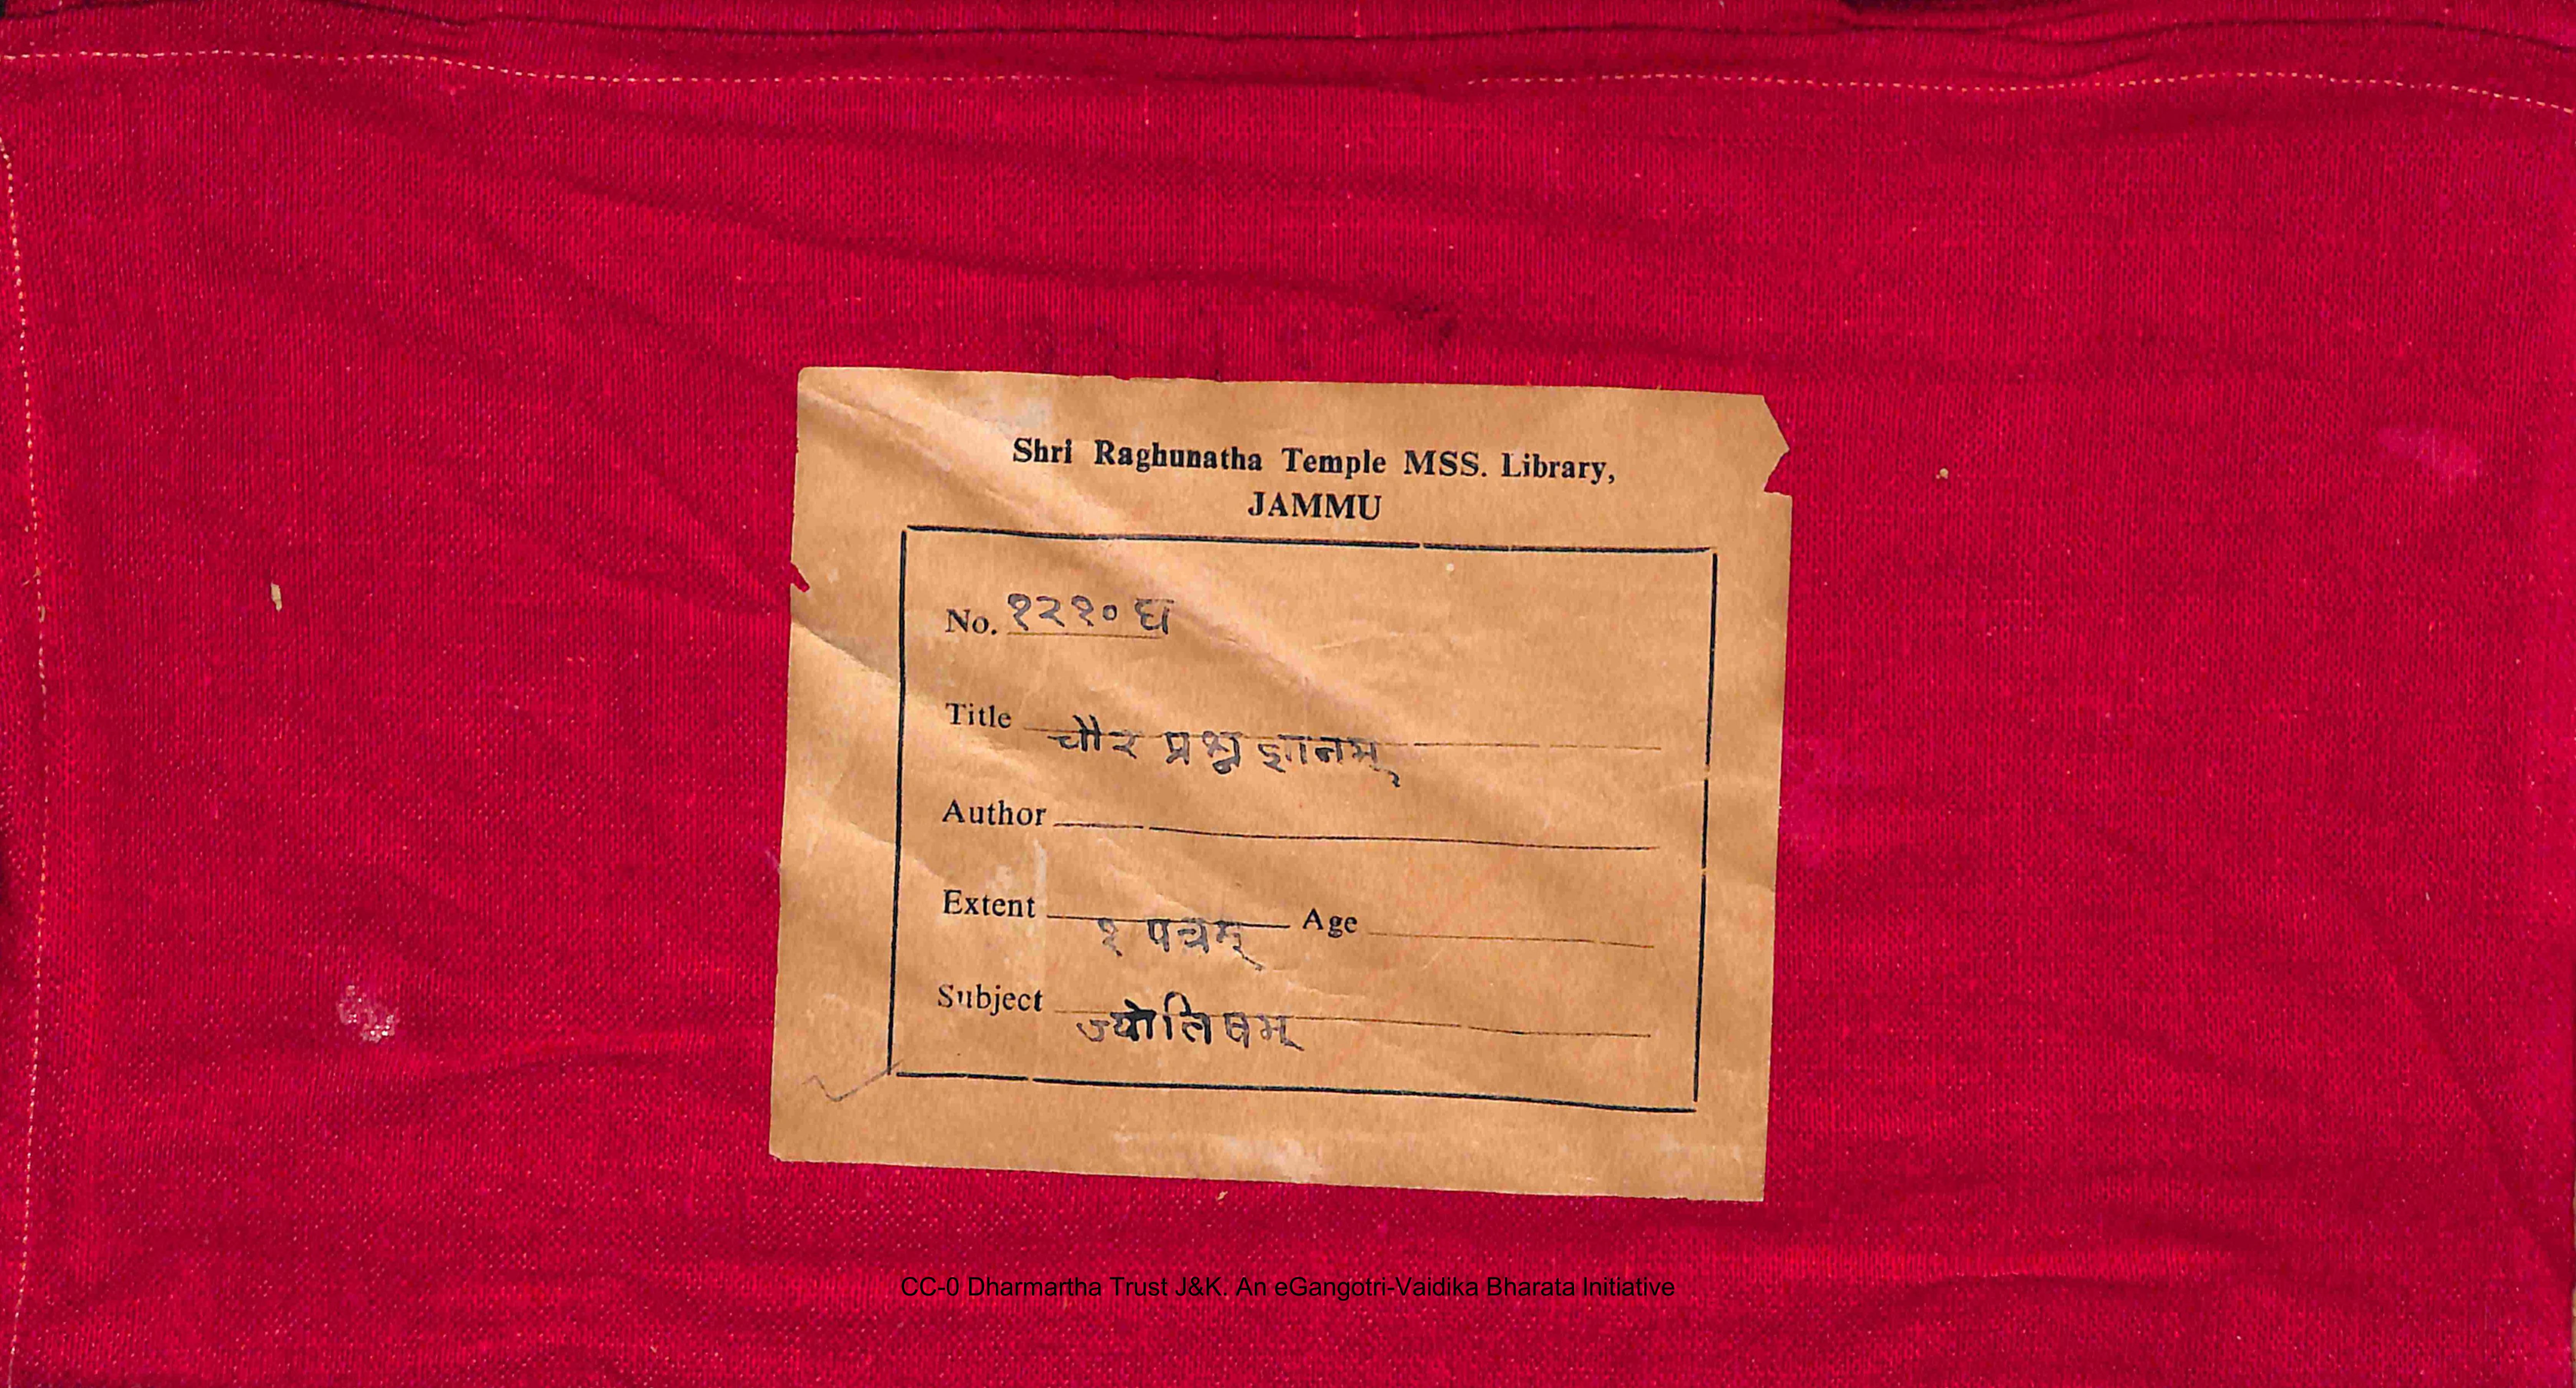 Shri Raghunatha Temple MSS. Library,
JAMMU
No. १२१० घ
Title चौर प्रश्न ज्ञानम्
Author
Extent १ पत्रम् Age
Subject ज्योतिषम्
CC-0 Dharmartha Trust J&K. An eGangotri-Vaidika Bharata Initiative